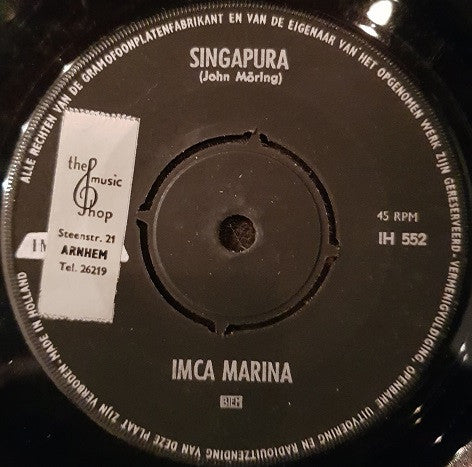 ALLE RECHTEN VAN DE GRAMOFOONPLATENFABRIKANT EN VAN DE EIGENAAR VAN HET OPGENOMEN WERK ZIJN GERESERVEERD - VERMENIGVULDIGING, OPENBARE UITVOERING EN RADIOUITZENDING VAN DEZE PLAAT ZIJN VERBODEN - MADE IN HOLLAND
SINGAPURA
(John Möring)
the
music
shop
Steenstr. 21
ARNHEM
Tel. 26219
45 RPM
IH 552
IMCA MARINA